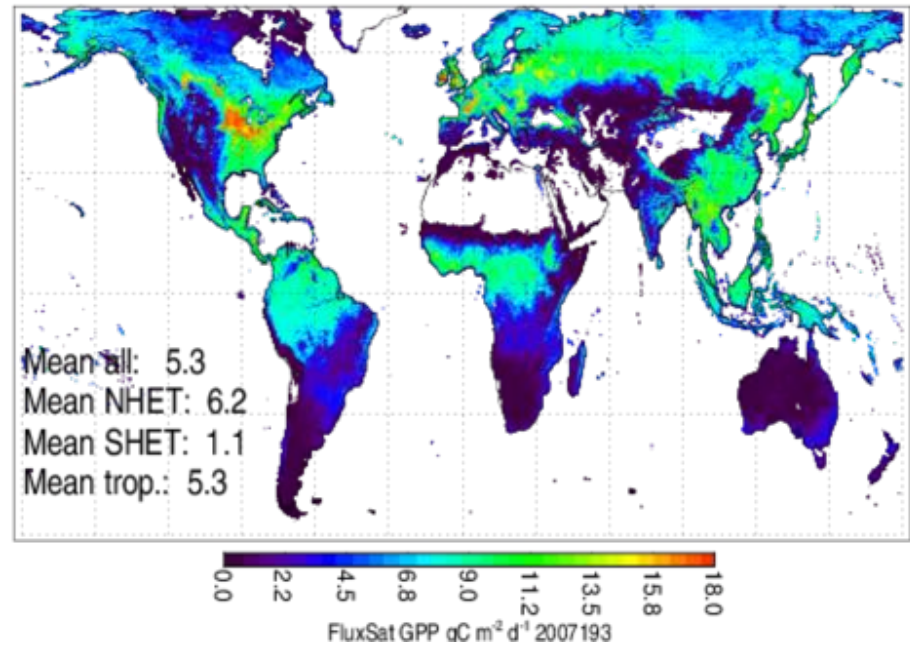 Mean all: 5.3
Mean NHET: 6.2
Mean SHET: 1.1
Mean trop.: 5.3
0.0 2.2 4.5 6.8 9.0 11.2 13.5 15.8 18.0
FluxSat GPP gC m⁻² d⁻¹ 2007193